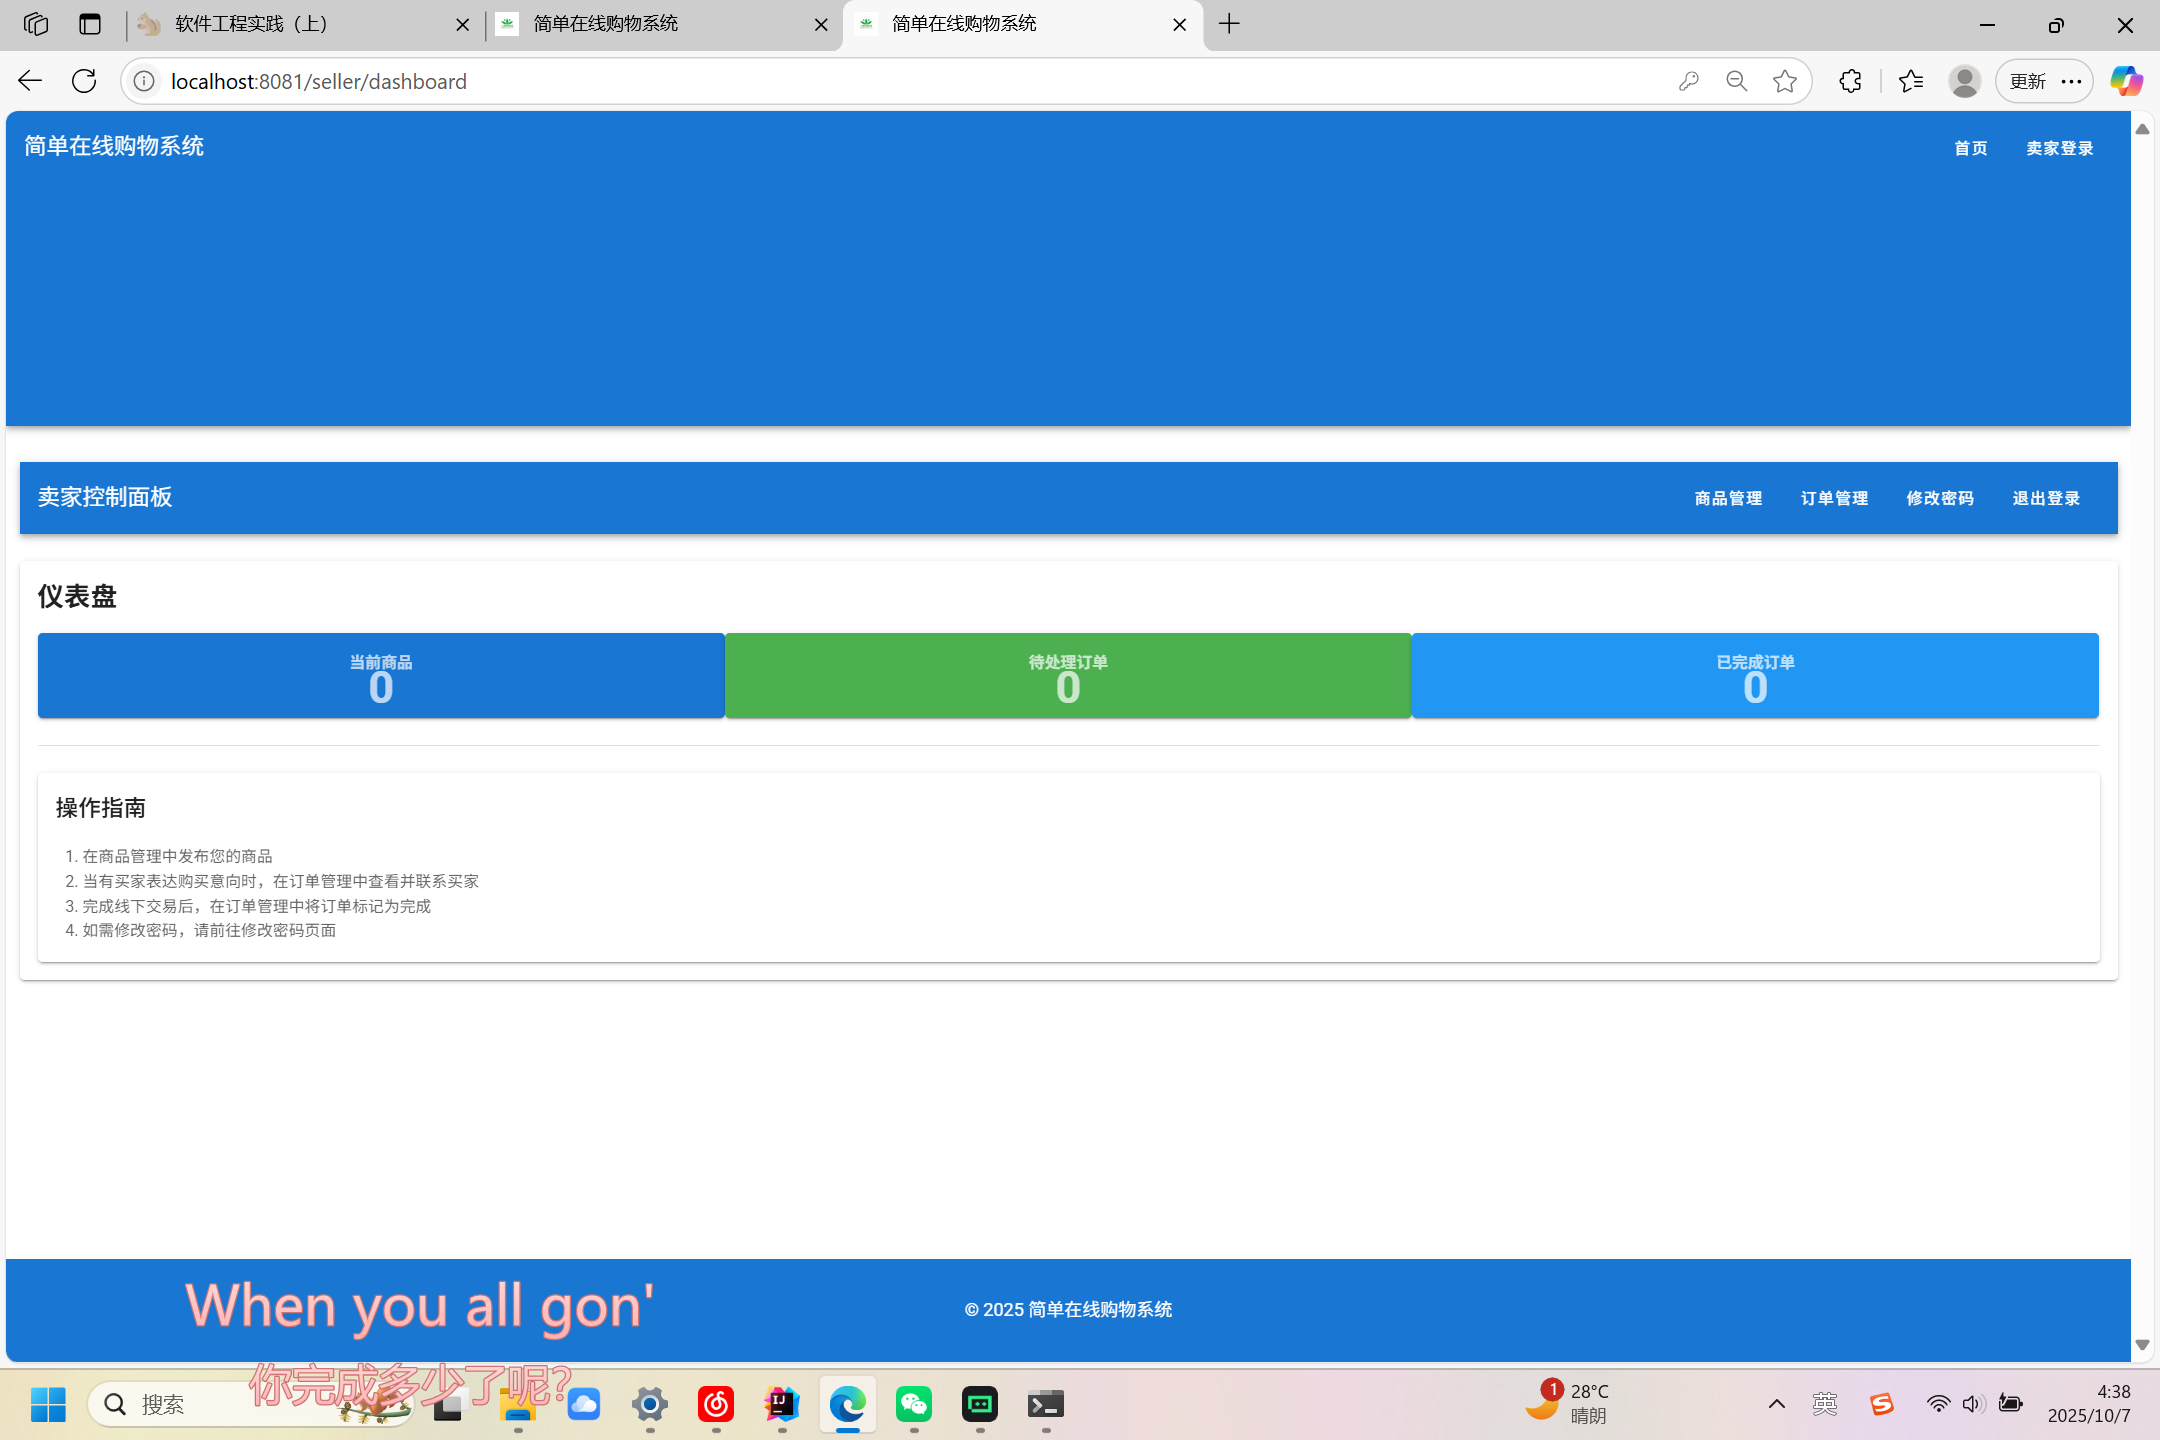 软件工程实践（上）
简单在线购物系统
简单在线购物系统
localhost:8081/seller/dashboard
更新
简单在线购物系统
首页
卖家登录
卖家控制面板
商品管理
订单管理
修改密码
退出登录
仪表盘
当前商品
0
待处理订单
0
已完成订单
0
操作指南
1. 在商品管理中发布您的商品
2. 当有买家表达购买意向时，在订单管理中查看并联系买家
3. 完成线下交易后，在订单管理中将订单标记为完成
4. 如需修改密码，请前往修改密码页面
When you all gon'
© 2025 简单在线购物系统
你完成多少了呢?
搜索
1
28°C
晴朗
英
4:38
2025/10/7